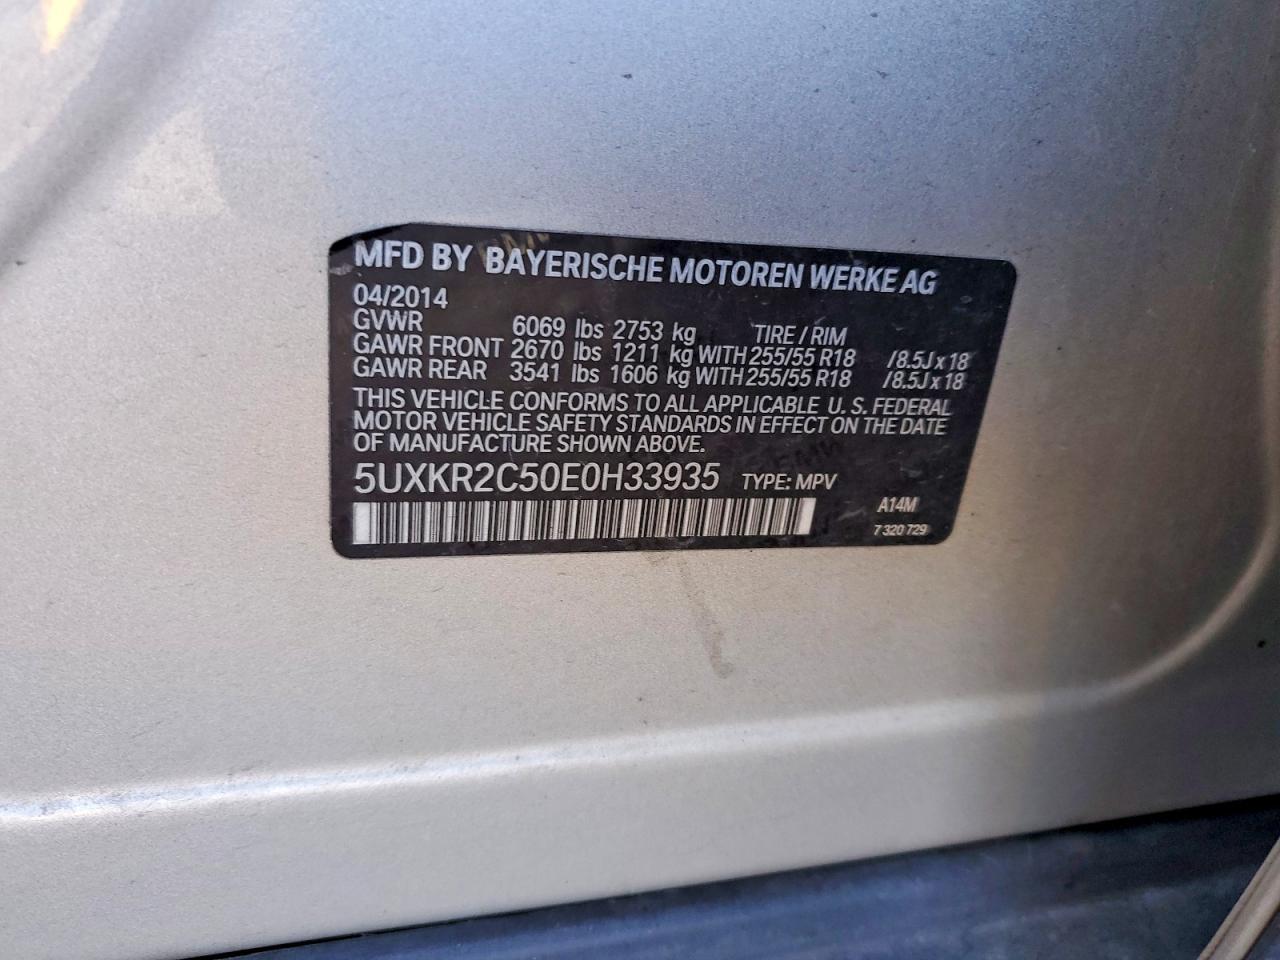 MFD BY BAYERISCHE MOTOREN WERKE AG
04/2014
GVWR 6069 lbs 2753 kg TIRE / RIM
GAWR FRONT 2670 lbs 1211 kg WITH 255/55 R18 /8.5J x 18
GAWR REAR 3541 lbs 1606 kg WITH 255/55 R18 /8.5J x 18
THIS VEHICLE CONFORMS TO ALL APPLICABLE U. S. FEDERAL
MOTOR VEHICLE SAFETY STANDARDS IN EFFECT ON THE DATE
OF MANUFACTURE SHOWN ABOVE.
5UXKR2C50E0H33935 TYPE: MPV
A14M
7 320 729